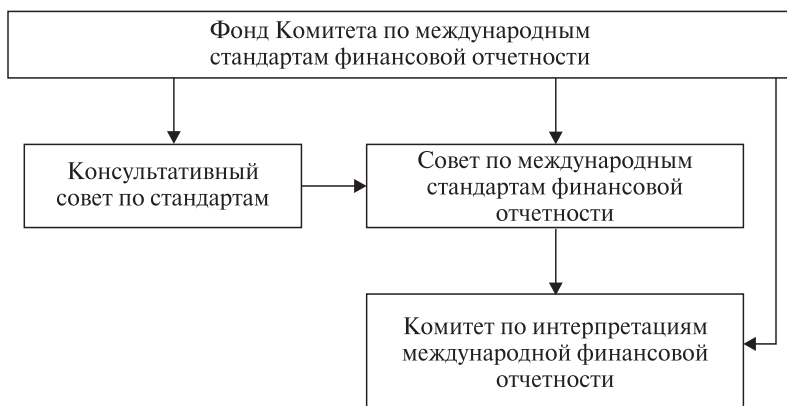 Фонд Комитета по международным
стандартам финансовой отчетности
Консультативный
совет по стандартам
Совет по международным
стандартам финансовой
отчетности
Комитет по интерпретациям
международной финансовой
отчетности